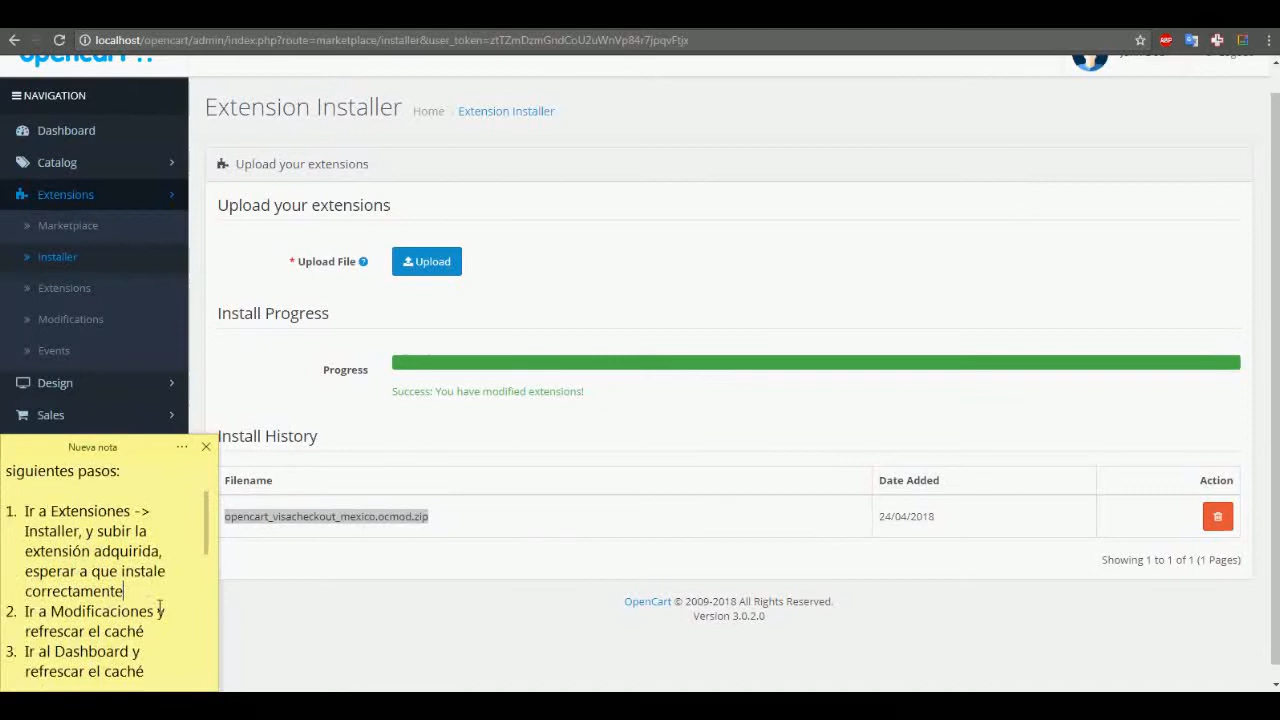 localhost/opencart/admin/index.php?route=marketplace/installer&user_token=ztTZmDzmGndCoU2uWnVp84r7jpqvFtjx
ABP
NAVIGATION
Extension Installer Home Extension Installer
Dashboard
Catalog
Upload your extensions
Extensions
Upload your extensions
Marketplace
Installer
* Upload File Upload
Extensions
Install Progress
Modifications
Events
Progress
Success: You have modified extensions!
Design
Sales
Install History
Nueva nota
siguientes pasos:
1. Ir a Extensiones ->
Installer, y subir la
extensión adquirida,
esperar a que instale
correctamente
2. Ir a Modificaciones y
refrescar el caché
3. Ir al Dashboard y
refrescar el caché
Filename Date Added Action
opencart_visacheckout_mexico.ocmod.zip 24/04/2018
Showing 1 to 1 of 1 (1 Pages)
OpenCart © 2009-2018 All Rights Reserved.
Version 3.0.2.0